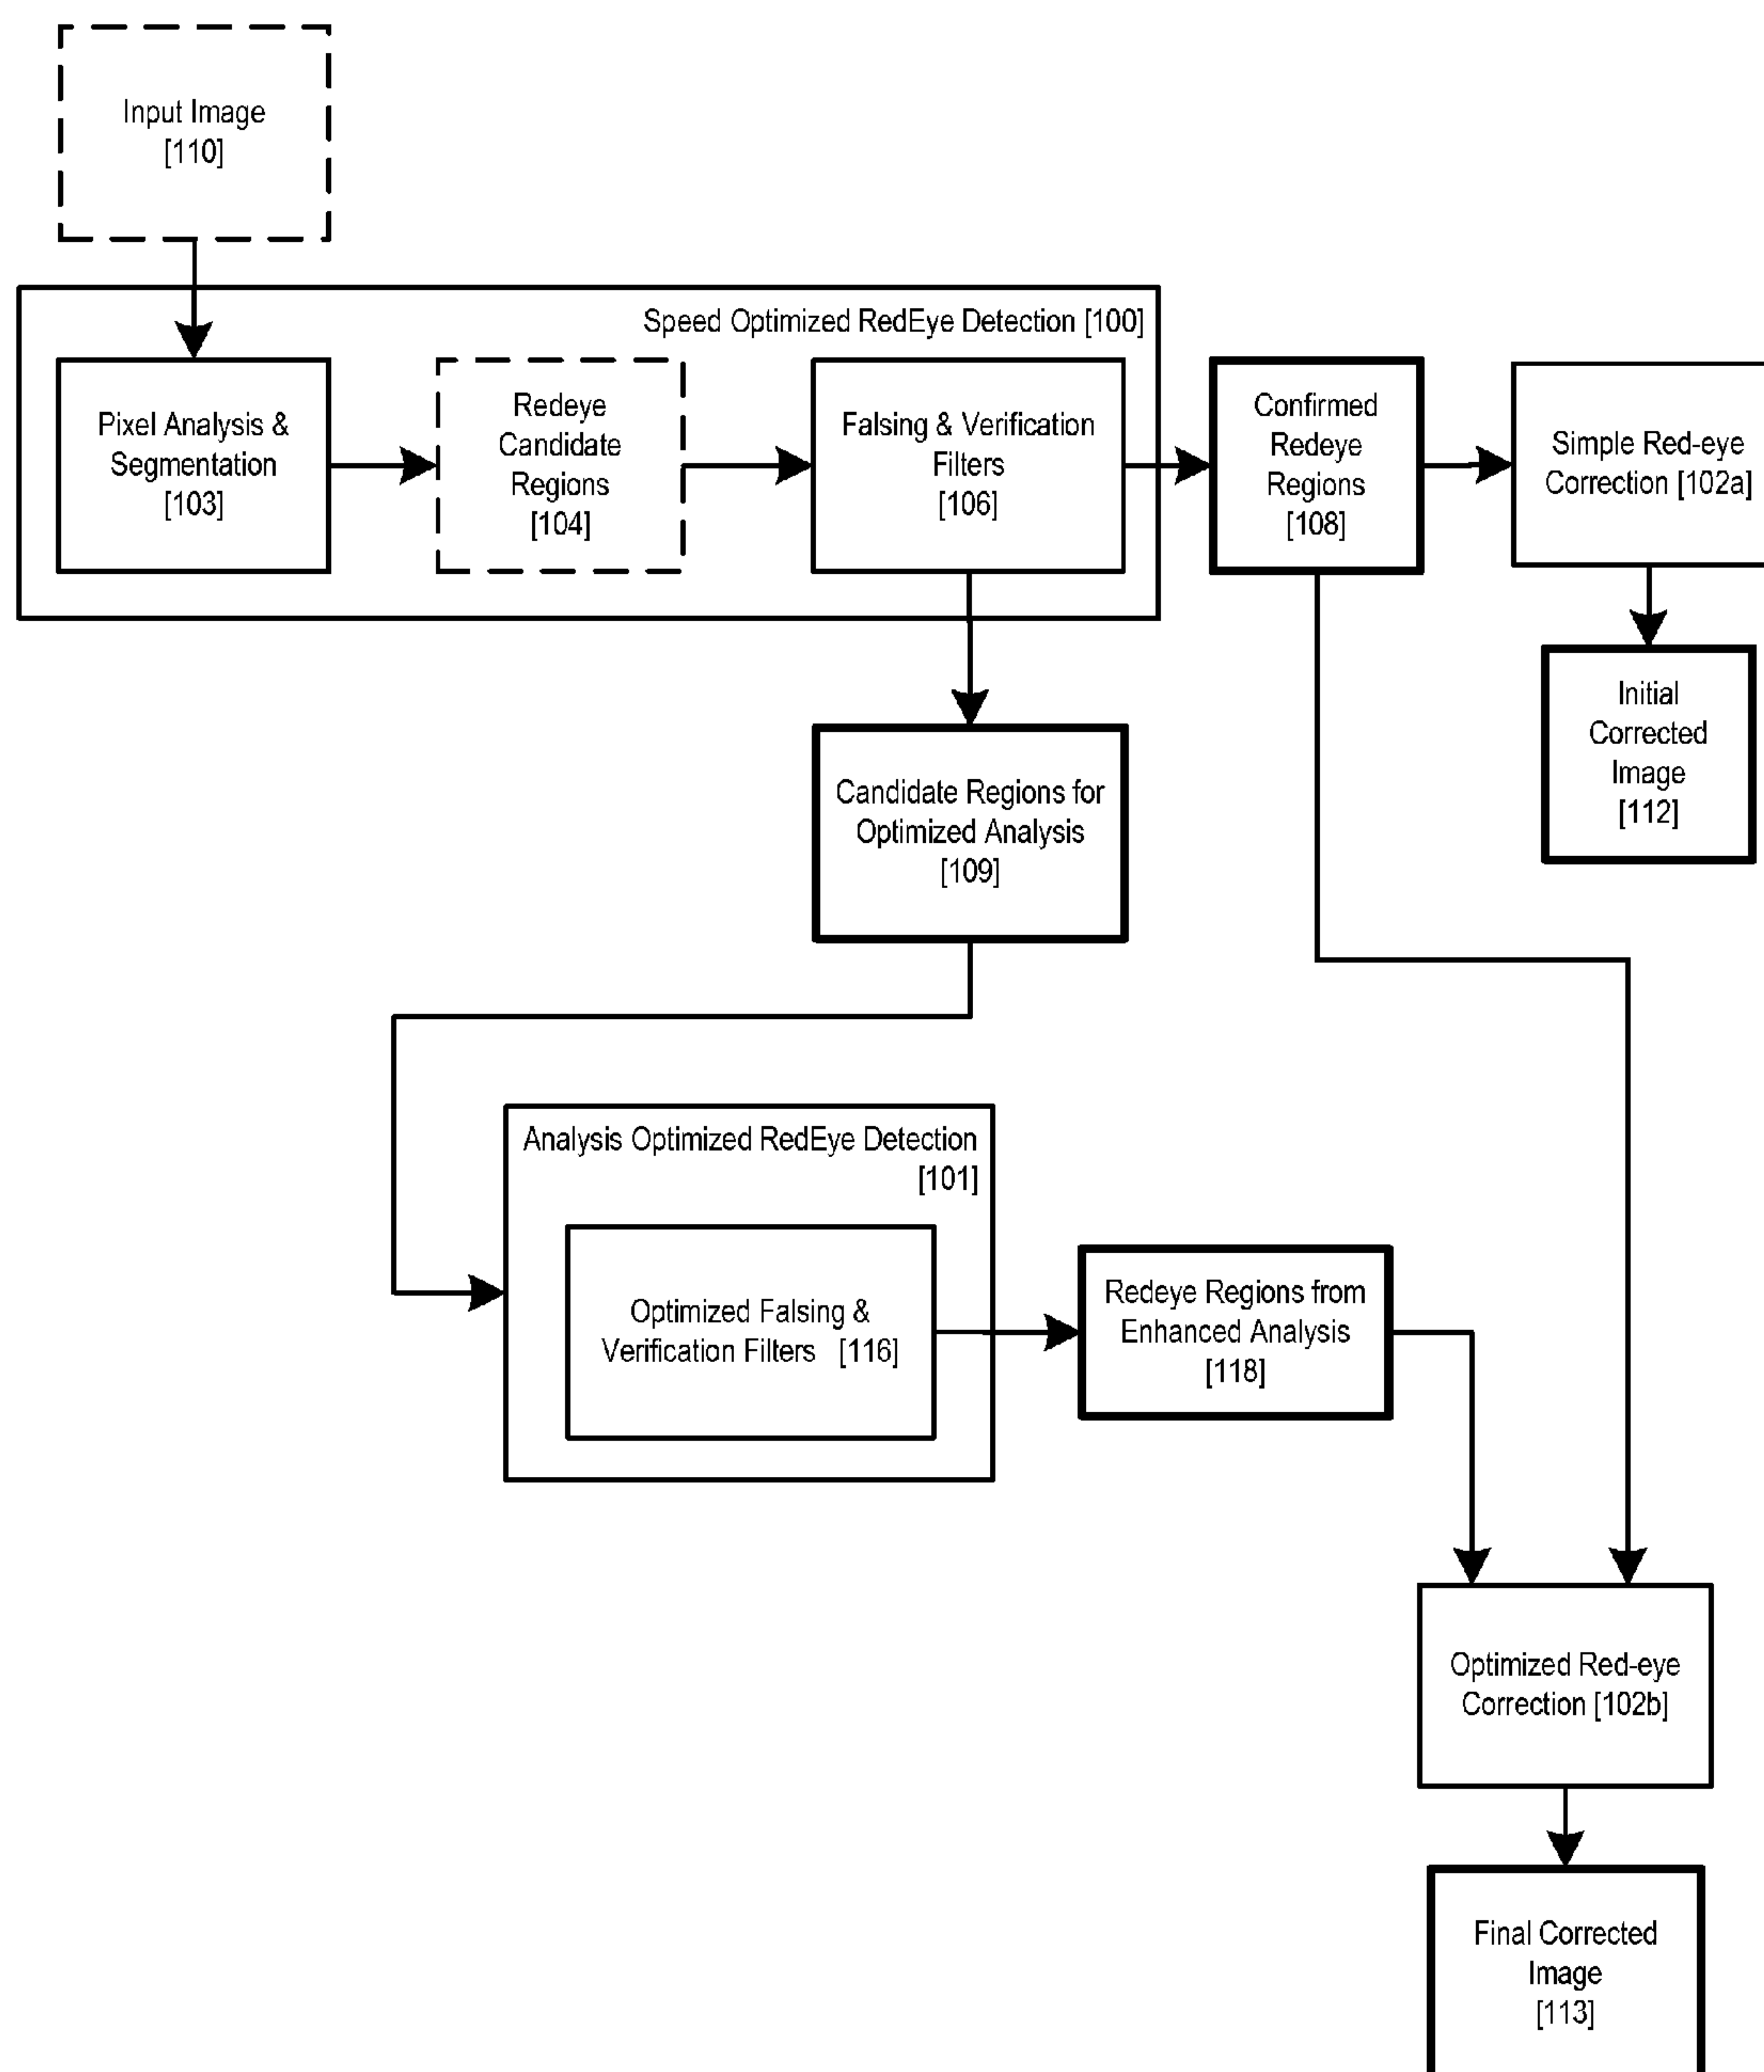 Input Image
[110]
Speed Optimized RedEye Detection [100]
Pixel Analysis &
Segmentation
[103]
Redeye
Candidate
Regions
[104]
Falsing & Verification
Filters
[106]
Confirmed
Redeye
Regions
[108]
Simple Red-eye
Correction [102a]
Initial
Corrected
Image
[112]
Candidate Regions for
Optimized Analysis
[109]
Analysis Optimized RedEye Detection
[101]
Optimized Falsing &
Verification Filters [116]
Redeye Regions from
Enhanced Analysis
[118]
Optimized Red-eye
Correction [102b]
Final Corrected
Image
[113]